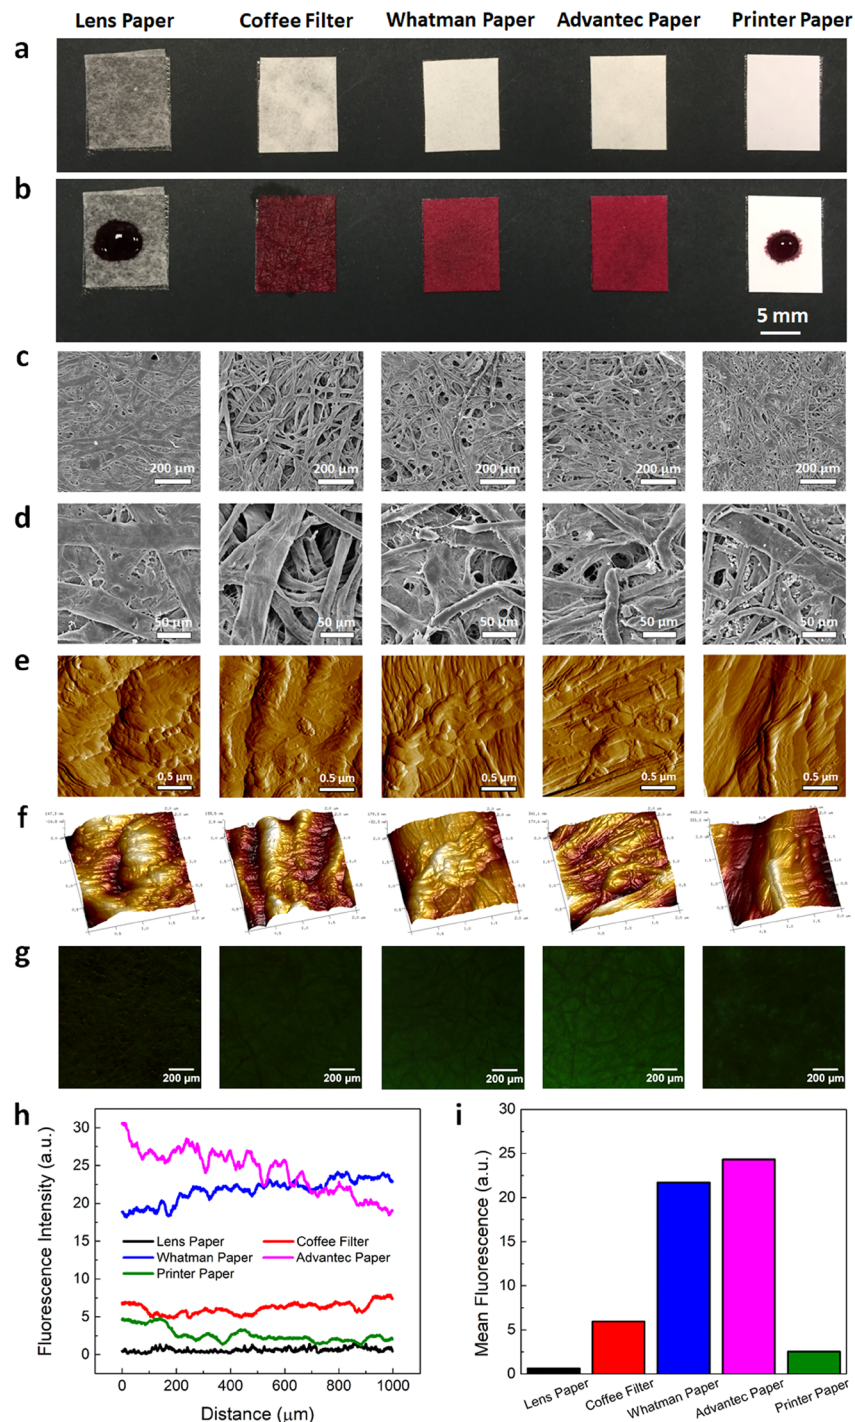 Lens Paper Coffee Filter Whatman Paper Advantec Paper Printer Paper
a
b
5 mm
c
200 μm 200 μm 200 μm 200 μm 200 μm
d
50 μm 50 μm 50 μm 50 μm 50 μm
e
0.5 μm 0.5 μm 0.5 μm 0.5 μm 0.5 μm
f
g
200 μm 200 μm 200 μm 200 μm 200 μm
h
Fluorescence Intensity (a.u.)
30
25
20
15
10
5
0
Lens Paper Coffee Filter
Whatman Paper Advantec Paper
Printer Paper
0 200 400 600 800 1000
Distance (μm)
i
Mean Fluorescence (a.u.)
30
25
20
15
10
5
0
Lens Paper Coffee Filter Whatman Paper Advantec Paper Printer Paper